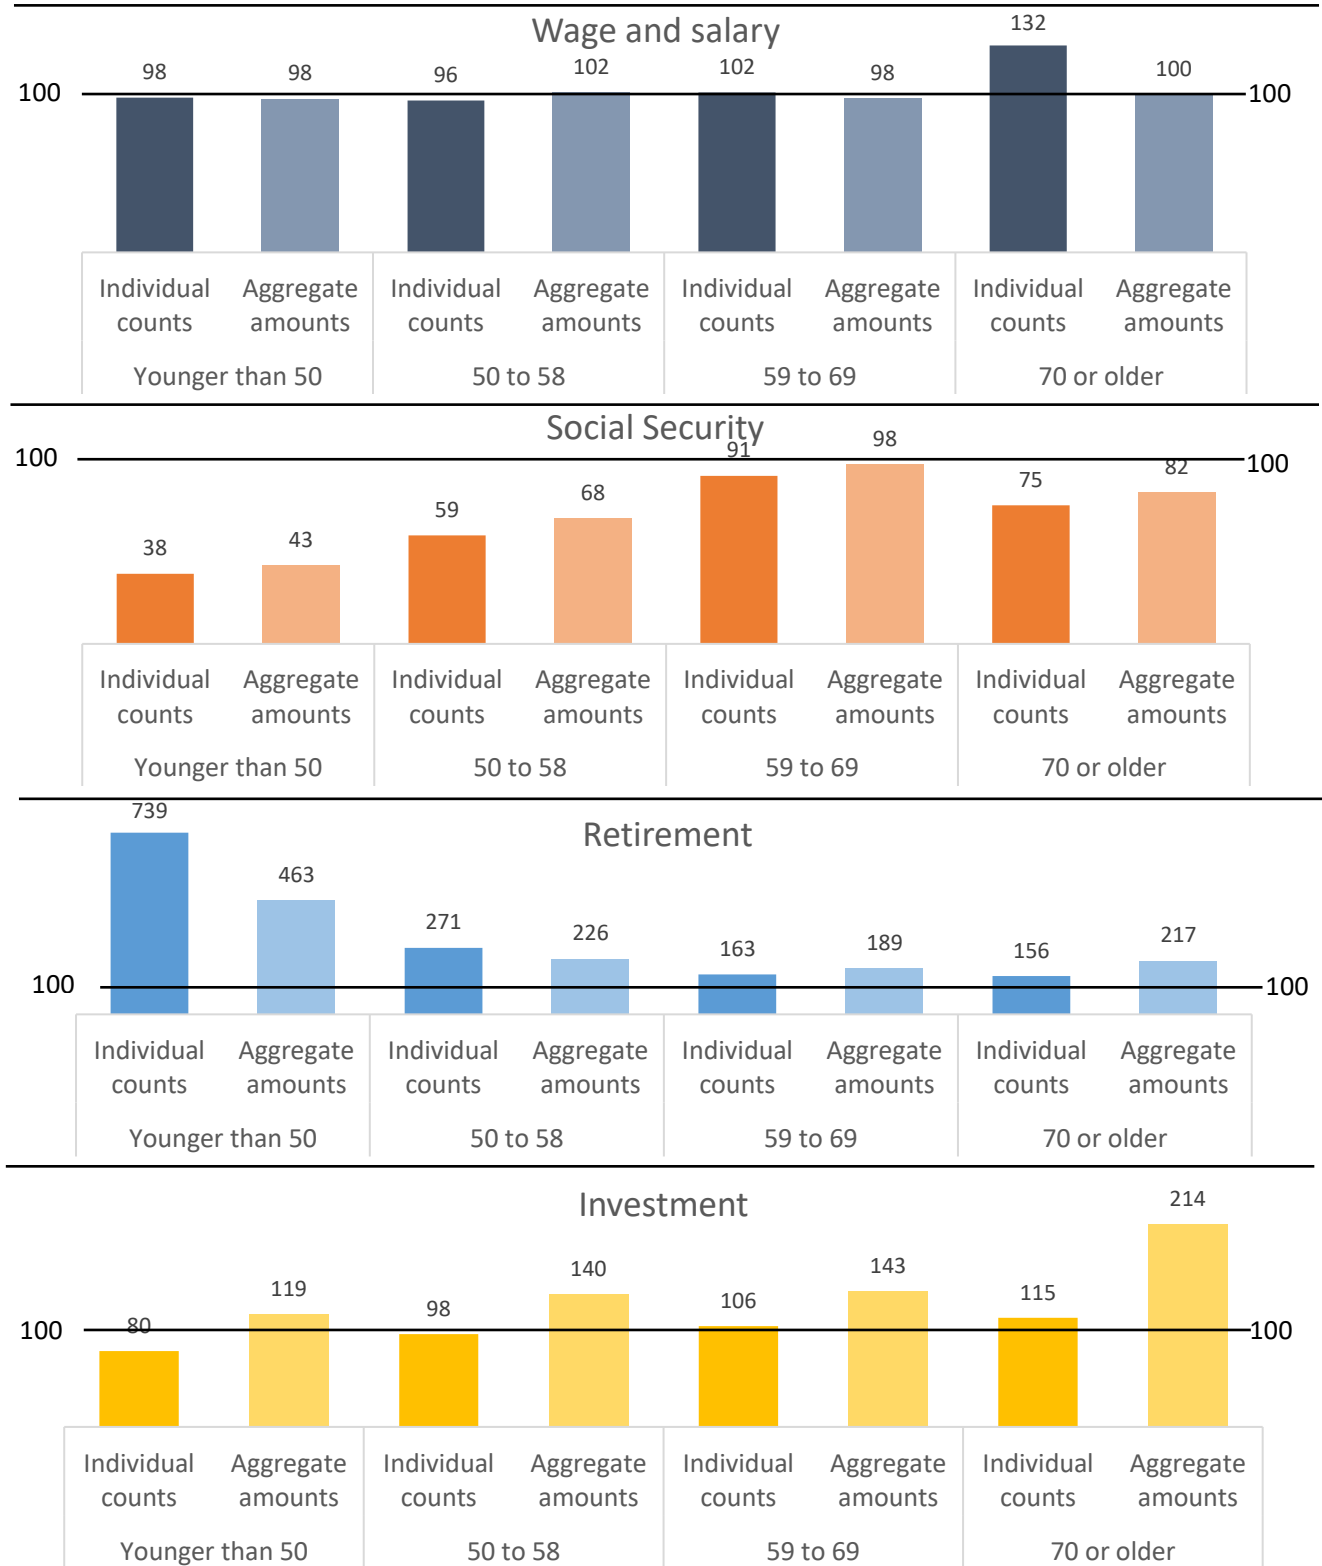 Wage and salary
98 98 96 102 102 98 132 100
100 100
Individual counts Aggregate amounts Individual counts Aggregate amounts Individual counts Aggregate amounts Individual counts Aggregate amounts
Younger than 50 50 to 58 59 to 69 70 or older
Social Security
38 43 59 68 91 98 75 82
100 100
Individual counts Aggregate amounts Individual counts Aggregate amounts Individual counts Aggregate amounts Individual counts Aggregate amounts
Younger than 50 50 to 58 59 to 69 70 or older
Retirement
739 463 271 226 163 189 156 217
100 100
Individual counts Aggregate amounts Individual counts Aggregate amounts Individual counts Aggregate amounts Individual counts Aggregate amounts
Younger than 50 50 to 58 59 to 69 70 or older
Investment
80 119 98 140 106 143 115 214
100 100
Individual counts Aggregate amounts Individual counts Aggregate amounts Individual counts Aggregate amounts Individual counts Aggregate amounts
Younger than 50 50 to 58 59 to 69 70 or older